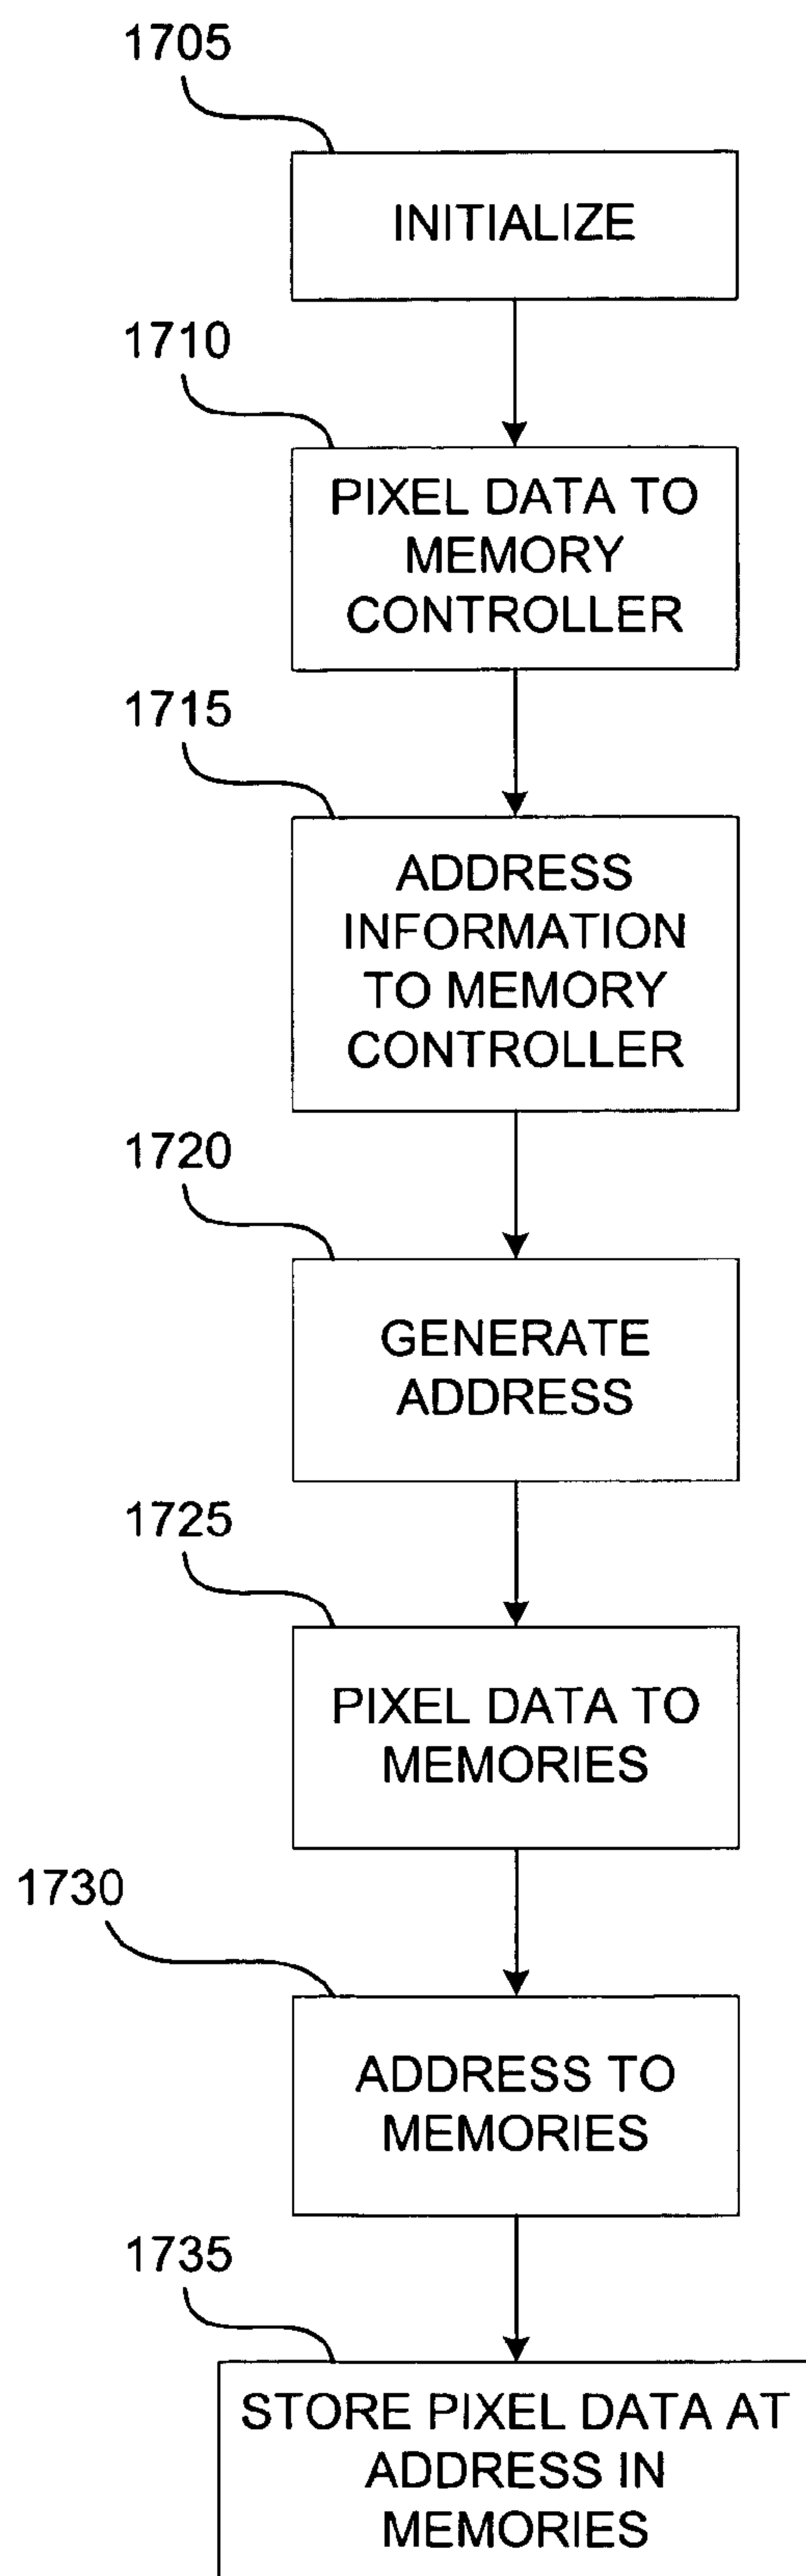 1705
INITIALIZE
1710
PIXEL DATA TO
MEMORY
CONTROLLER
1715
ADDRESS
INFORMATION
TO MEMORY
CONTROLLER
1720
GENERATE
ADDRESS
1725
PIXEL DATA TO
MEMORIES
1730
ADDRESS TO
MEMORIES
1735
STORE PIXEL DATA AT
ADDRESS IN
MEMORIES